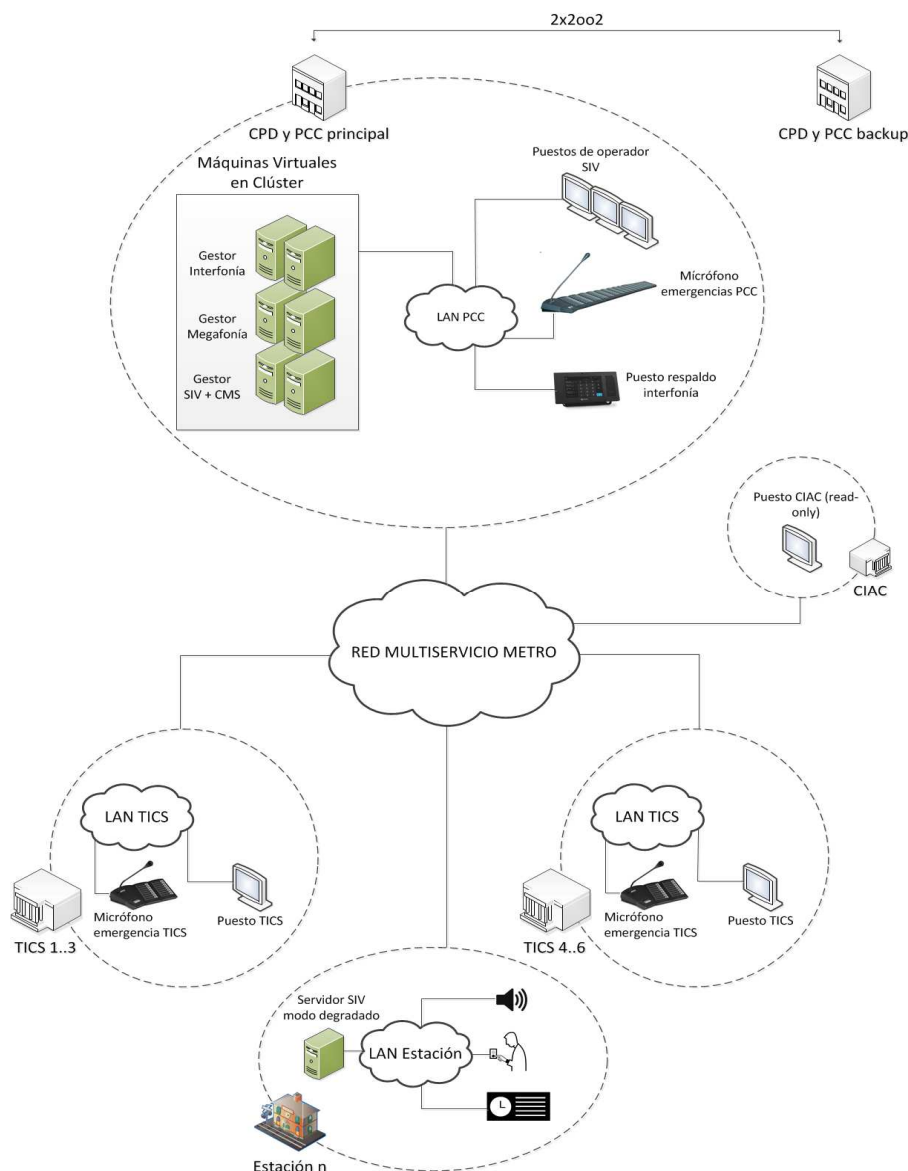 2x2oo2
CPD y PCC principal
CPD y PCC backup
Máquinas Virtuales
en Clúster
Gestor
Interfonía
Gestor
Megafonía
Gestor
SIV + CMS
LAN PCC
Puestos de operador
SIV
Micrófono
emergencias PCC
Puesto respaldo
interfonía
Puesto CIAC (read-
only)
CIAC
RED MULTISERVICIO METRO
LAN TICS
Micrófono
emergencia TICS
Puesto TICS
TICS 1..3
LAN TICS
Micrófono
emergencia TICS
Puesto TICS
TICS 4..6
Servidor SIV
modo degradado
LAN Estación
Estación n